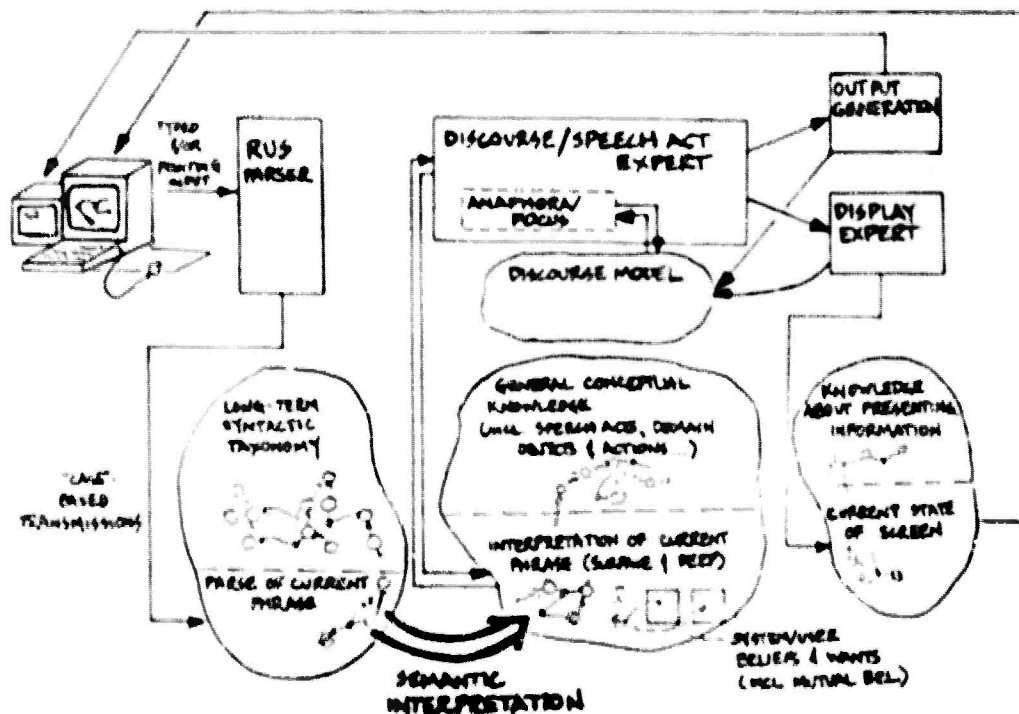 TYPED
&/OR
POINTING
INPUT
RUS
PARSER
DISCOURSE/SPEECH ACT
EXPERT
ANAPHORA/
FOCUS
DISCOURSE MODEL
OUTPUT
GENERATION
DISPLAY
EXPERT
LONG-TERM
SYNTACTIC
TAXONOMY
PARSE OF CURRENT
PHRASE
"CASE"-
BASED
TRANSMISSIONS
GENERAL CONCEPTUAL
KNOWLEDGE
(INCL. SPEECH ACTS, DOMAIN
OBJECTS & ACTIONS...)
INTERPRETATION OF CURRENT
PHRASE (SURFACE & DEEP)
KNOWLEDGE
ABOUT PRESENTING
INFORMATION
CURRENT STATE
OF SCREEN
SYSTEM/USER
BELIEFS & WANTS
(INCL. MUTUAL BEL.)
SEMANTIC
INTERPRETATION